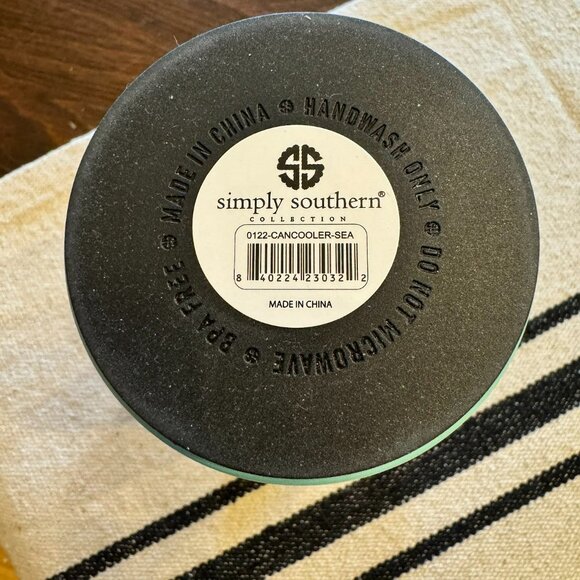 SS
simply southern®
COLLECTION
0122-CANCOOLER-SEA
8 40224 23032 2
MADE IN CHINA
MADE IN CHINA ❋ HANDWASH ONLY ❋ DO NOT MICROWAVE ❋ BPA FREE ❋